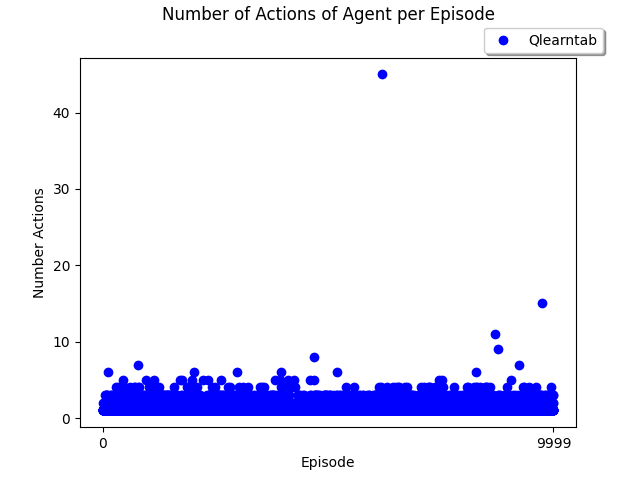 Number of Actions of Agent per Episode
Qlearntab
40
30
20
10
0
Number Actions
0 9999
Episode